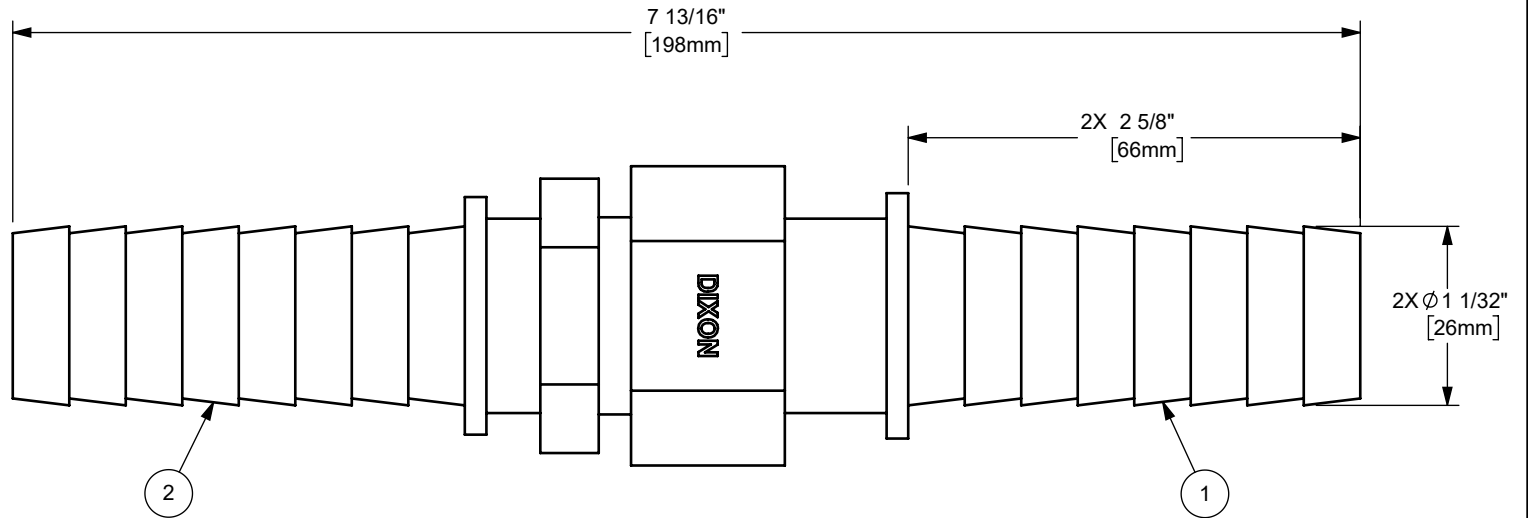 7 13/16"
[198mm]
2X 2 5/8"
[66mm]
2X Ø 1 1/32"
[26mm]
DIXON
2
1